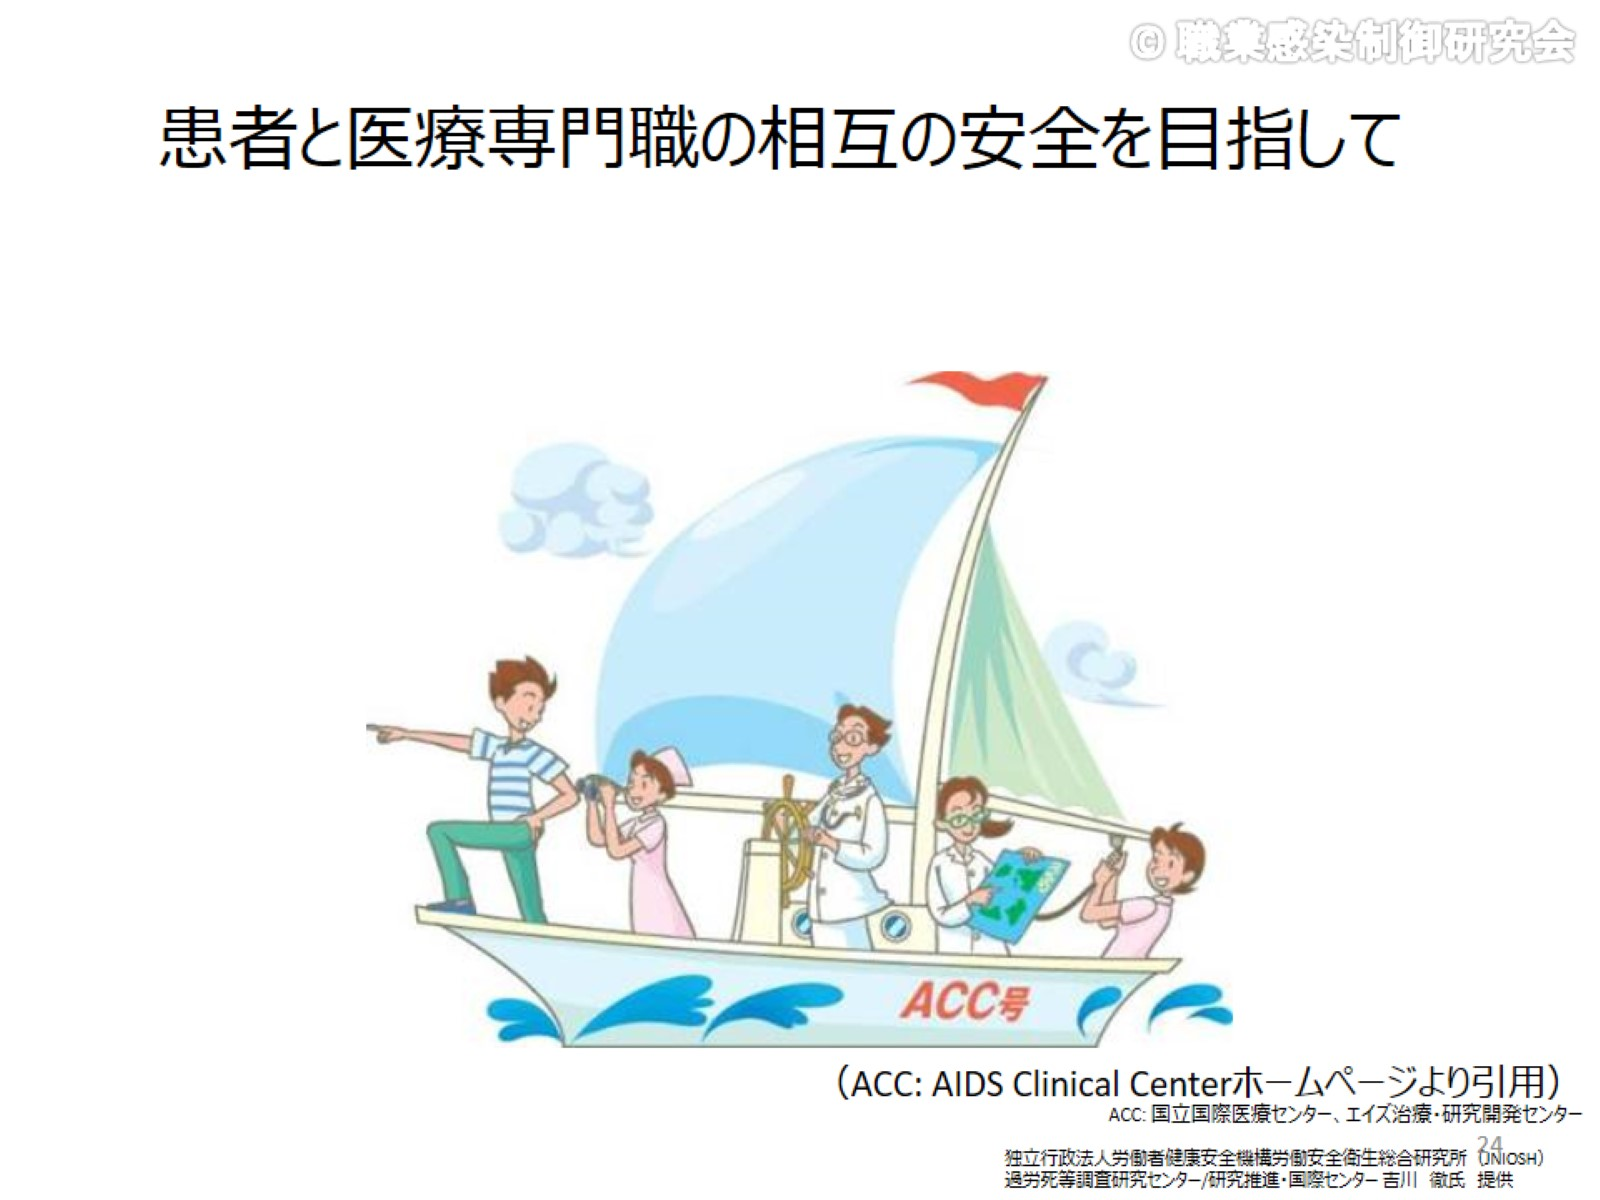 © 職業感染制御研究会
患者と医療専門職の相互の安全を目指して
ACC号
（ACC: AIDS Clinical Centerホームページより引用）
ACC: 国立国際医療センター、エイズ治療・研究開発センター
24
独立行政法人労働者健康安全機構労働安全衛生総合研究所（JNIOSH）
過労死等調査研究センター/研究推進・国際センター 吉川　徹氏　提供